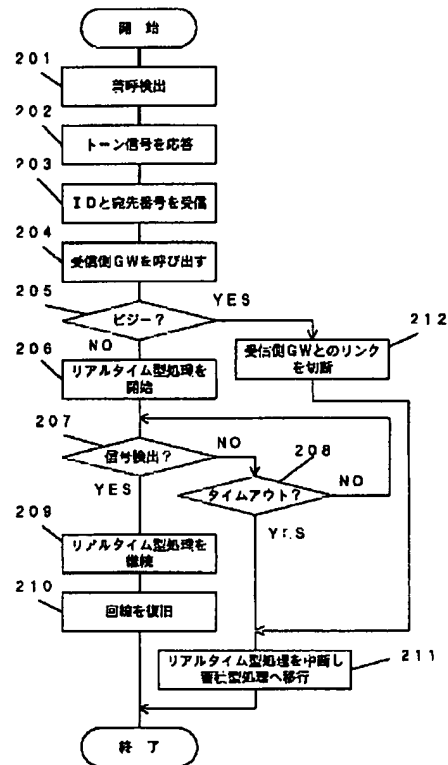 開 始
201
着呼検出
202
トーン信号を応答
203
IDと宛先番号を受信
204
受信側GWを呼び出す
205
ビジー?
YES
NO
212
受信側GWとのリンク
を切断
206
リアルタイム型処理を
開始
207
信号検出?
NO
YES
208
タイムアウト?
NO
YES
209
リアルタイム型処理を
継続
210
回線を復旧
リアルタイム型処理を中断し
蓄積型処理へ移行
211
終 了